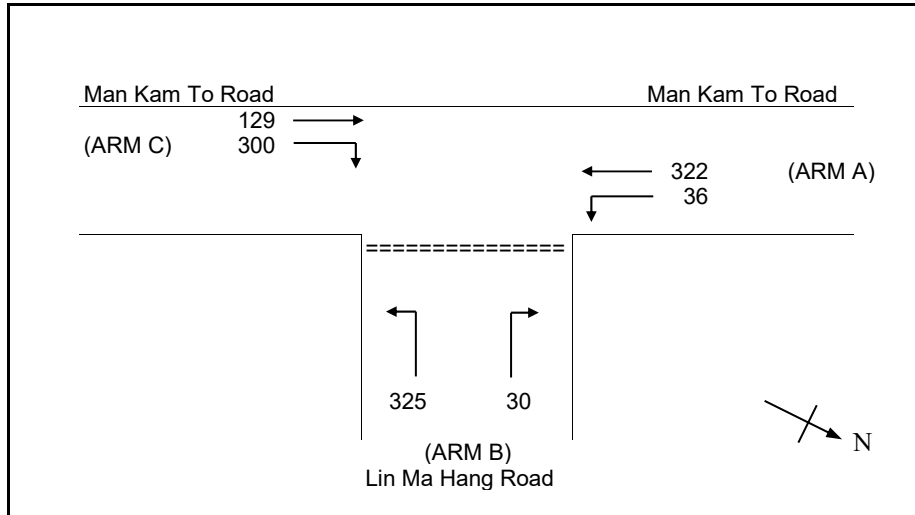 Man Kam To Road Man Kam To Road
129
(ARM C) 300
322 (ARM A)
36
325 30
(ARM B)
Lin Ma Hang Road
N